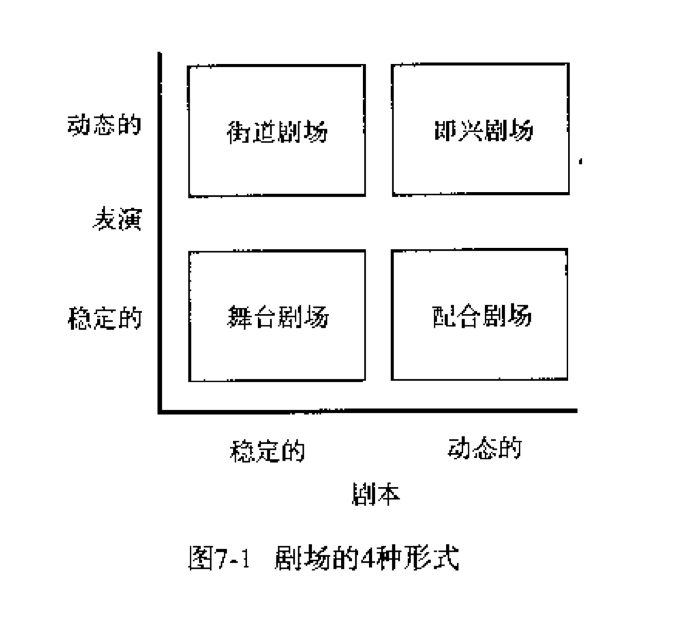 动态的
街道剧场
即兴剧场
表演
稳定的
舞台剧场
配合剧场
稳定的
动态的
剧本
图7-1 剧场的4种形式